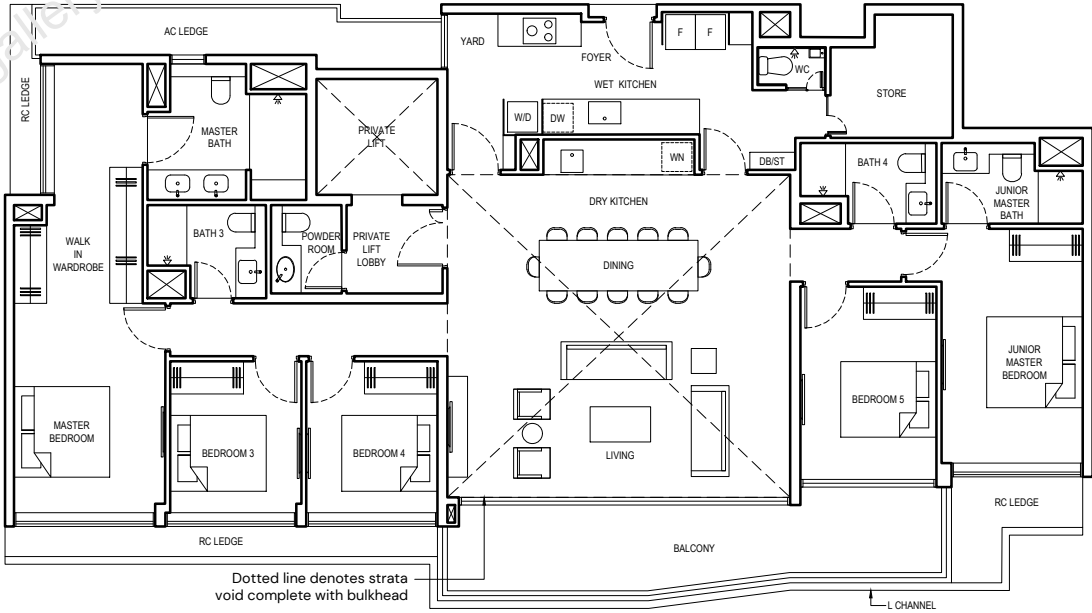 gallery
AC LEDGE
YARD
FOYER
F
F
WC
WET KITCHEN
STORE
RC LEDGE
W/D
DW
MASTER
BATH
PRIVATE
LIFT
WN
DB/ST
BATH 4
JUNIOR
MASTER
BATH
DRY KITCHEN
WALK
IN
WARDROBE
BATH 3
POWDER
ROOM
PRIVATE
LIFT
LOBBY
DINING
JUNIOR
MASTER
BEDROOM
BEDROOM 5
MASTER
BEDROOM
BEDROOM 3
BEDROOM 4
LIVING
RC LEDGE
RC LEDGE
BALCONY
Dotted line denotes strata
void complete with bulkhead
L CHANNEL